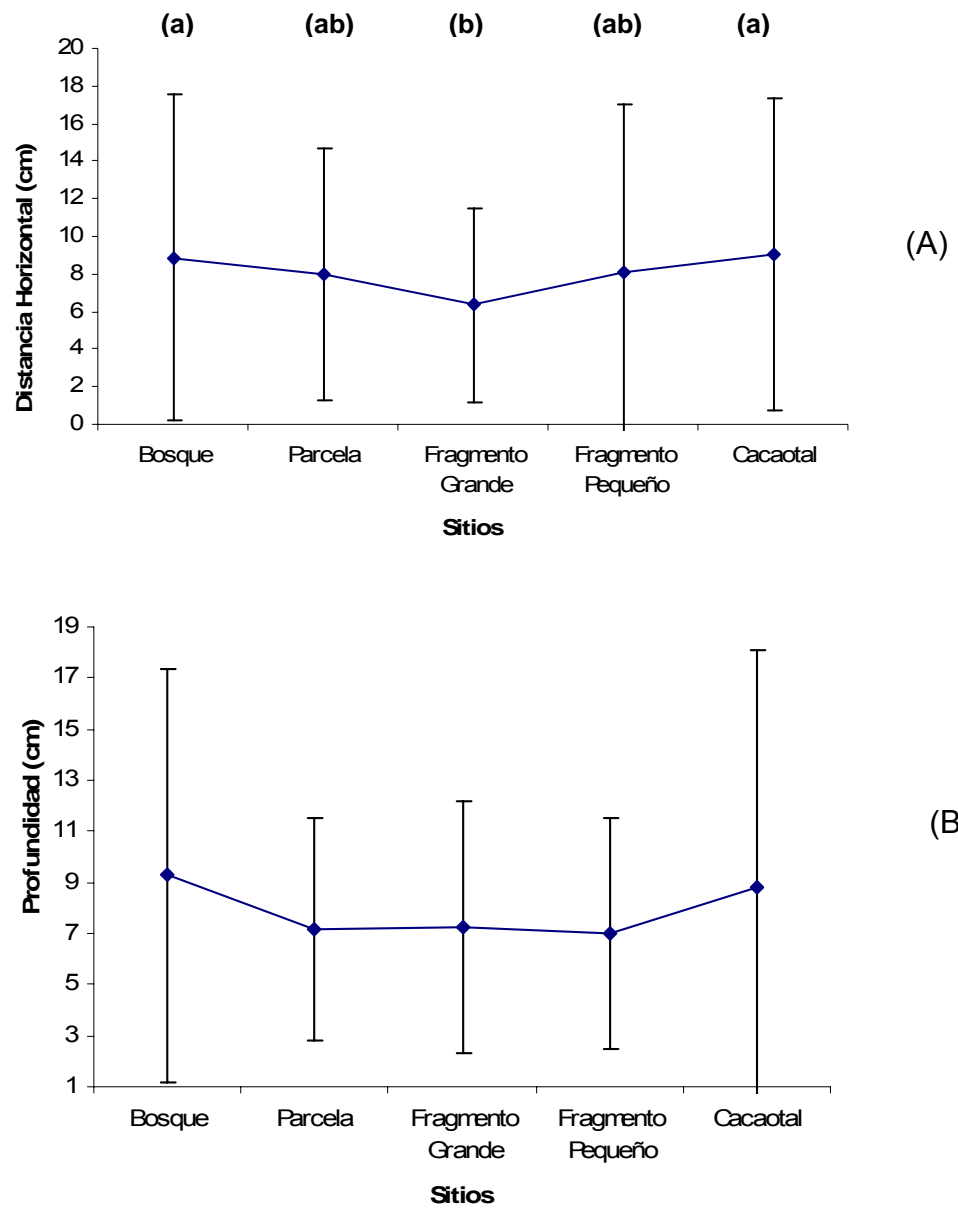 (a) (ab) (b) (ab) (a)
20
18
16
14
12
10
8
6
4
2
0
Distancia Horizontal (cm)
(A)
Bosque Parcela Fragmento Fragmento Cacaotal
Grande Pequeño
Sitios
19
17
15
13
11
9
7
5
3
1
Profundidad (cm)
(B
Bosque Parcela Fragmento Fragmento Cacaotal
Grande Pequeño
Sitios